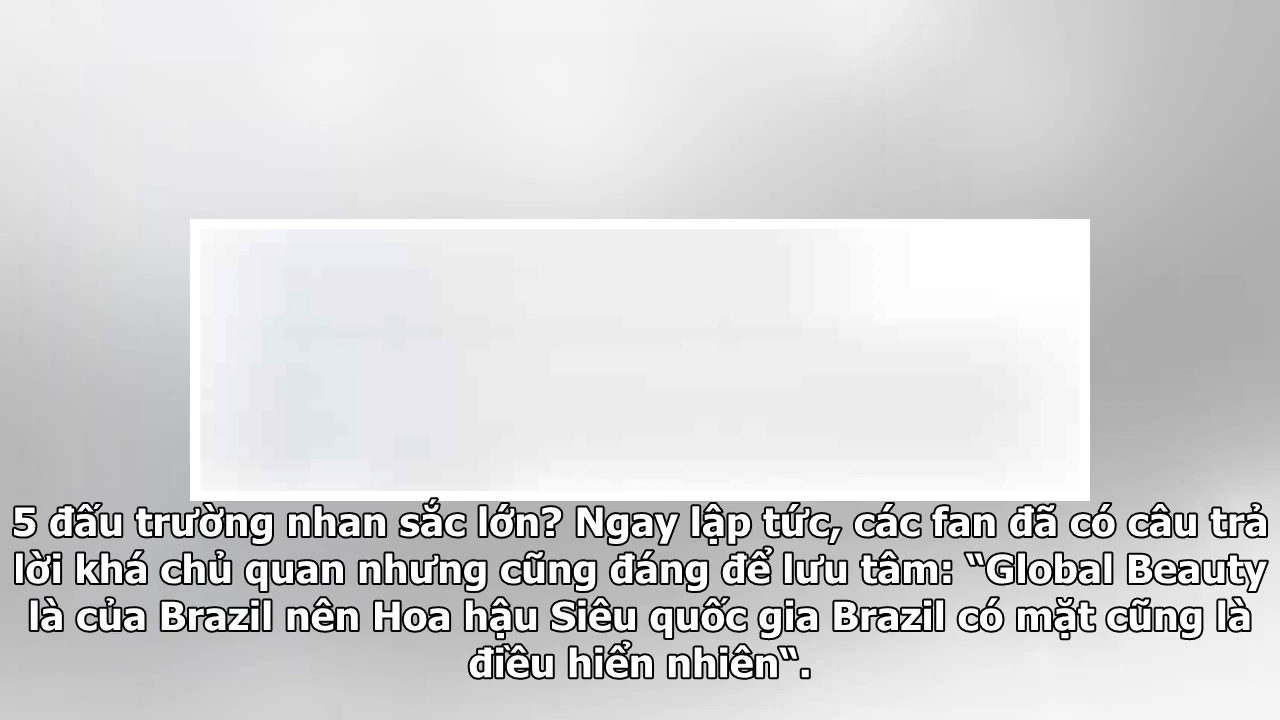 5 đấu trường nhan sắc lớn? Ngay lập tức, các fan đã có câu trả
lời khá chủ quan nhưng cũng đáng để lưu tâm: “Global Beauty
là của Brazil nên Hoa hậu Siêu quốc gia Brazil có mặt cũng là
điều hiển nhiên“.